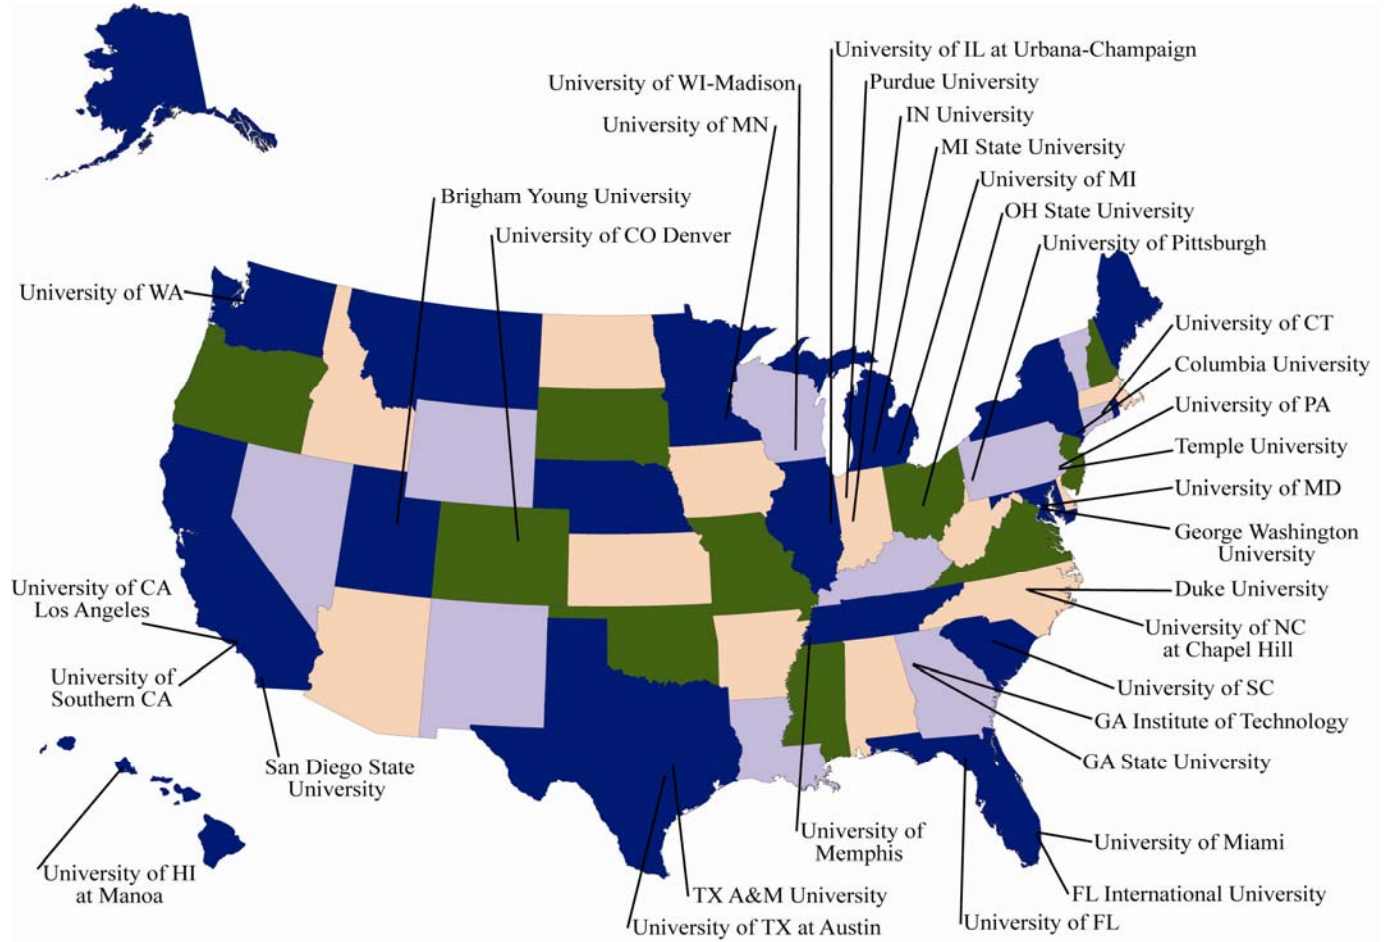 University of IL at Urbana-Champaign
University of WI-Madison
Purdue University
IN University
University of MN
MI State University
University of MI
Brigham Young University
OH State University
University of CO Denver
University of Pittsburgh
University of WA
University of CT
Columbia University
University of PA
Temple University
University of MD
George Washington
University
University of CA
Los Angeles
Duke University
University of NC
at Chapel Hill
University of
Southern CA
University of SC
GA Institute of Technology
GA State University
San Diego State
University
University of
Memphis
University of Miami
University of HI
at Manoa
TX A&M University
FL International University
University of TX at Austin
University of FL